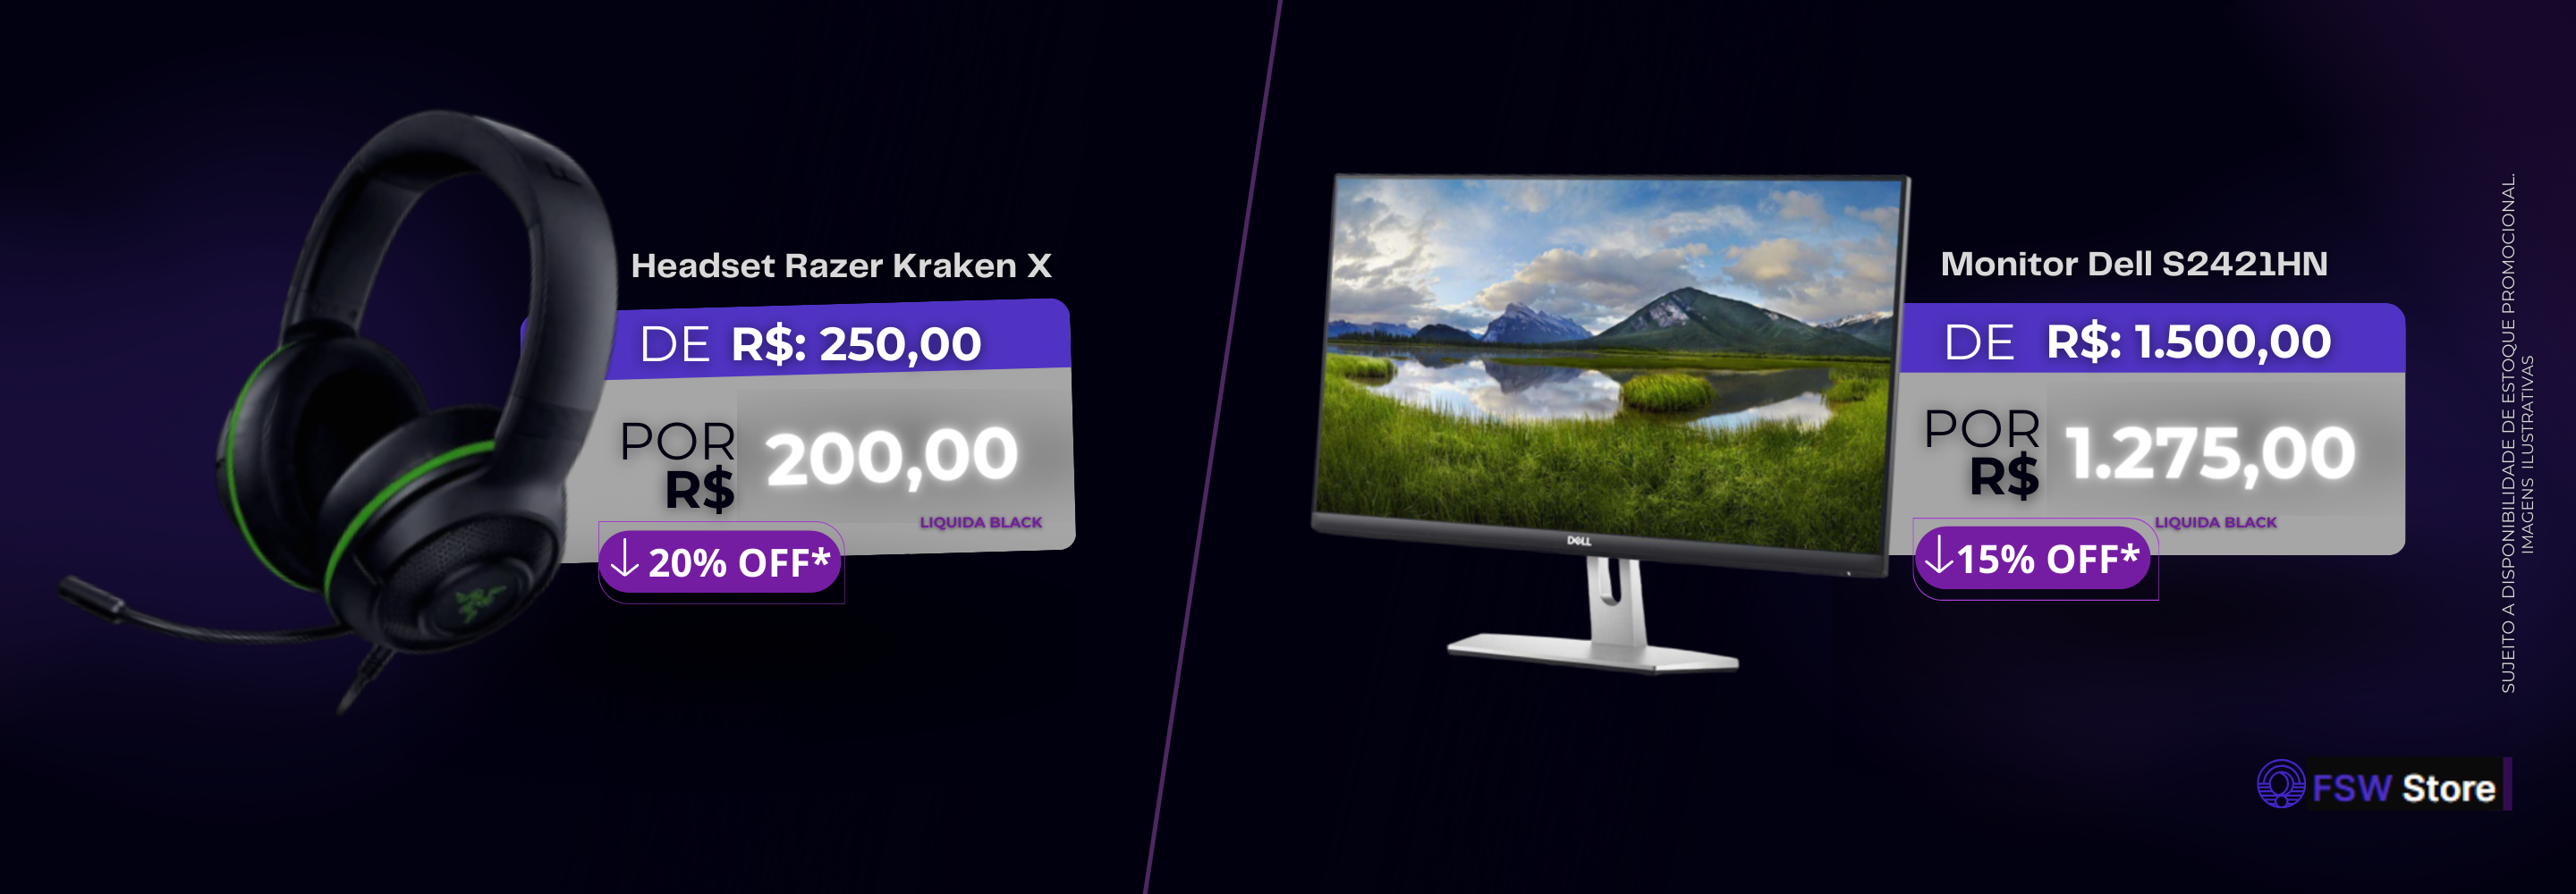 Headset Razer Kraken X
DE R$: 250,00
POR
R$
200,00
LIQUIDA BLACK
20% OFF*
Monitor Dell S2421HN
DE R$: 1.500,00
POR
R$
1.275,00
LIQUIDA BLACK
15% OFF*
DELL
SUJEITO A DISPONIBILIDADE DE ESTOQUE PROMOCIONAL.
IMAGENS ILUSTRATIVAS
FSW Store